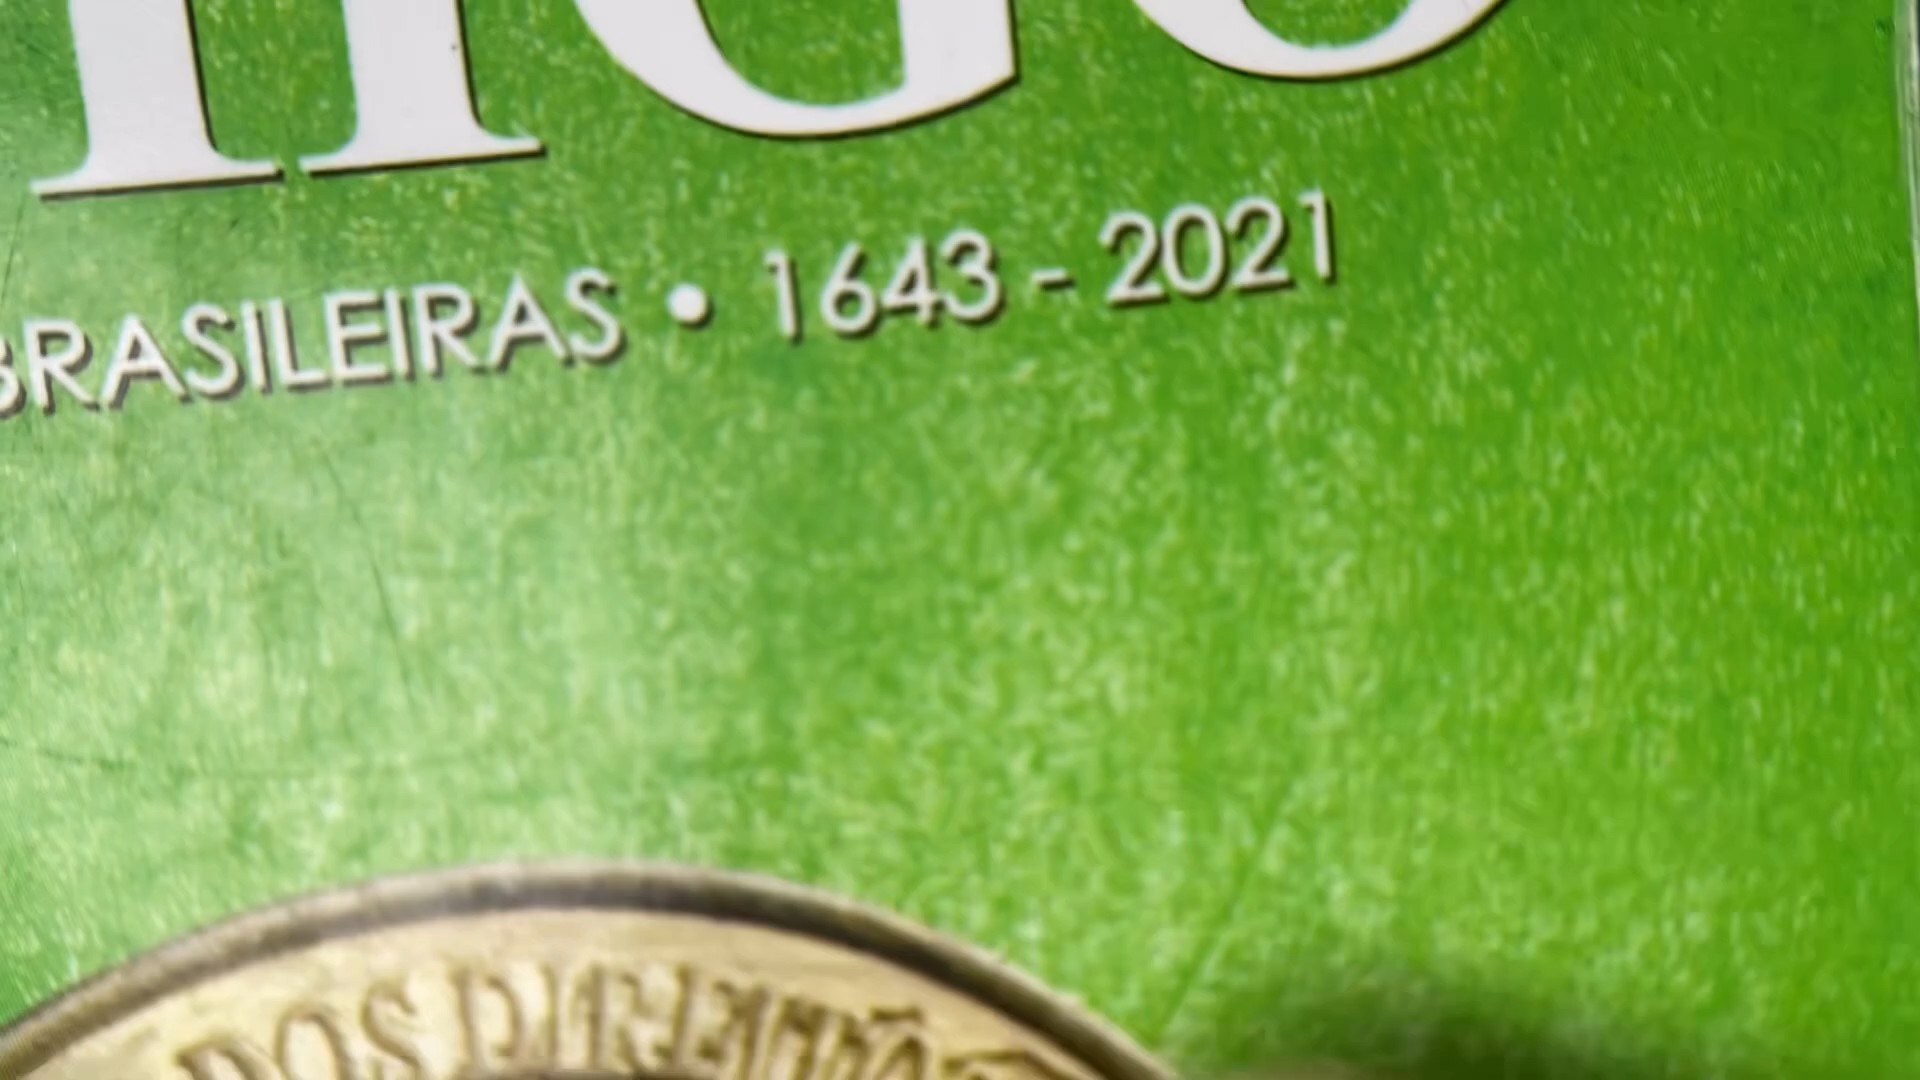 BRASILEIRAS • 1643 - 2021
DOS DIREITOS